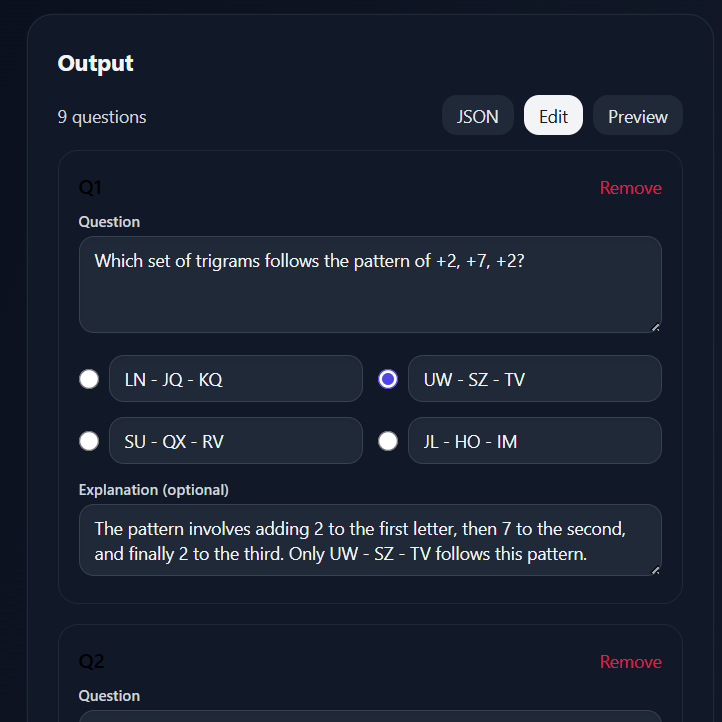 Output
9 questions
JSON
Edit
Preview
Q1
Remove
Question
Which set of trigrams follows the pattern of +2, +7, +2?
LN - JQ - KQ
UW - SZ - TV
SU - QX - RV
JL - HO - IM
Explanation (optional)
The pattern involves adding 2 to the first letter, then 7 to the second,
and finally 2 to the third. Only UW - SZ - TV follows this pattern.
Q2
Remove
Question